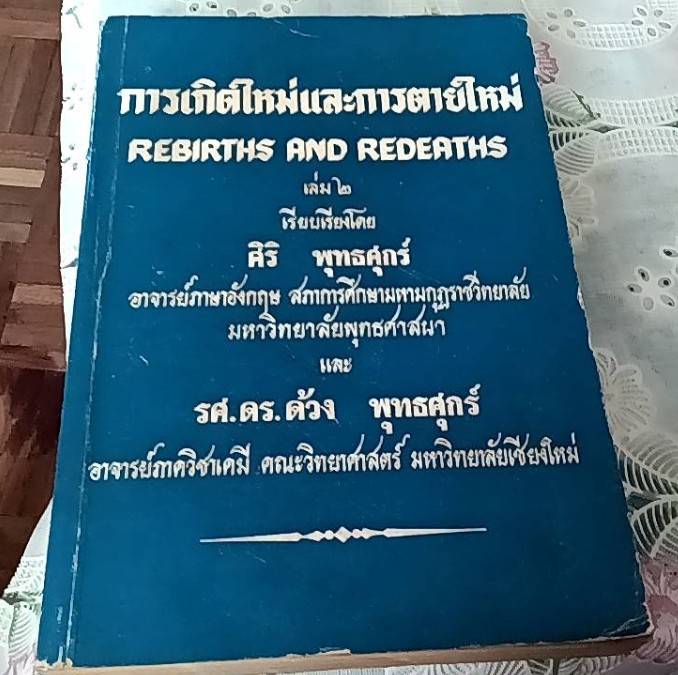 การเกิดใหม่และการตายใหม่
REBIRTHS AND REDEATHS
เล่ม ๒
เรียบเรียงโดย
ศิริ พุทธศุกร์
อาจารย์ภาษาอังกฤษ สภาการศึกษามหามกุฏราชวิทยาลัย
มหาวิทยาลัยพุทธศาสนา
และ
รศ.ดร.ด้วง พุทธศุกร์
อาจารย์ภาควิชาเคมี คณะวิทยาศาสตร์ มหาวิทยาลัยเชียงใหม่